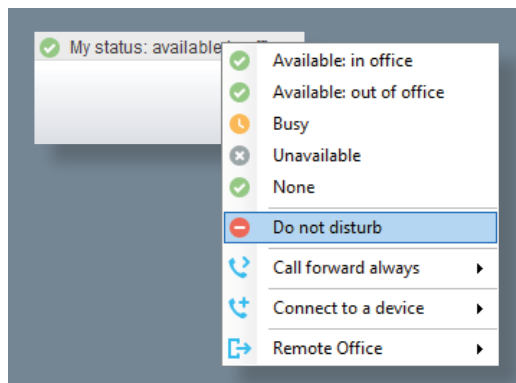 My status: available
Available: in office
Available: out of office
Busy
Unavailable
None
Do not disturb
Call forward always
Connect to a device
Remote Office